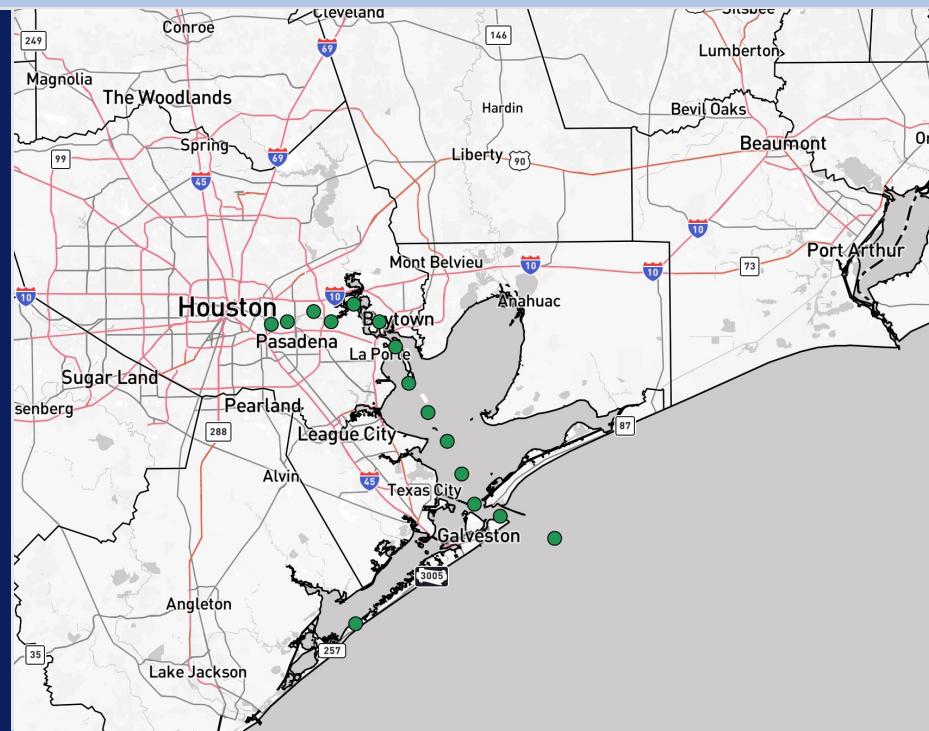 Cleveland
Silsbee
Conroe
249
69
146
Lumberton
Magnolia
The Woodlands
Hardin
Bevil Oaks
Spring
99
69
Liberty
90
Beaumont
Or
45
10
Port Arthur
Mont Belvieu
10
10
73
10
10
Houston
Anahuac
Baytown
Pasadena
La Porte
Sugar Land
senberg
Pearland
87
288
League City
Alvin
45
Texas City
Galveston
3005
Angleton
35
257
Lake Jackson